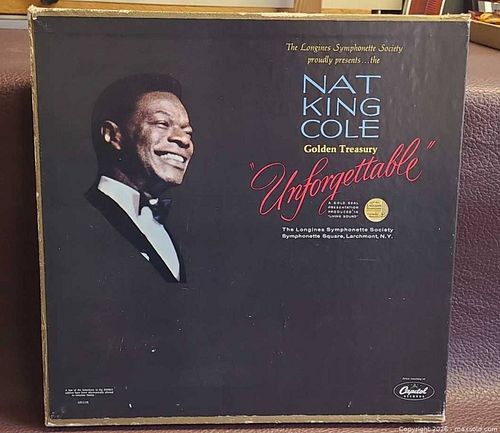 The Longines Symphonette Society
proudly presents...the
NAT
KING
COLE
Golden Treasury
"Unforgettable"
A GOLD SEAL
PRESENTATION
PRODUCED IN
"LIVING SOUND"
The Longines Symphonette Society
Symphonette Square, Larchmont, N.Y.
Capitol
RECORDS
Copyright 2026 - maxsold.com